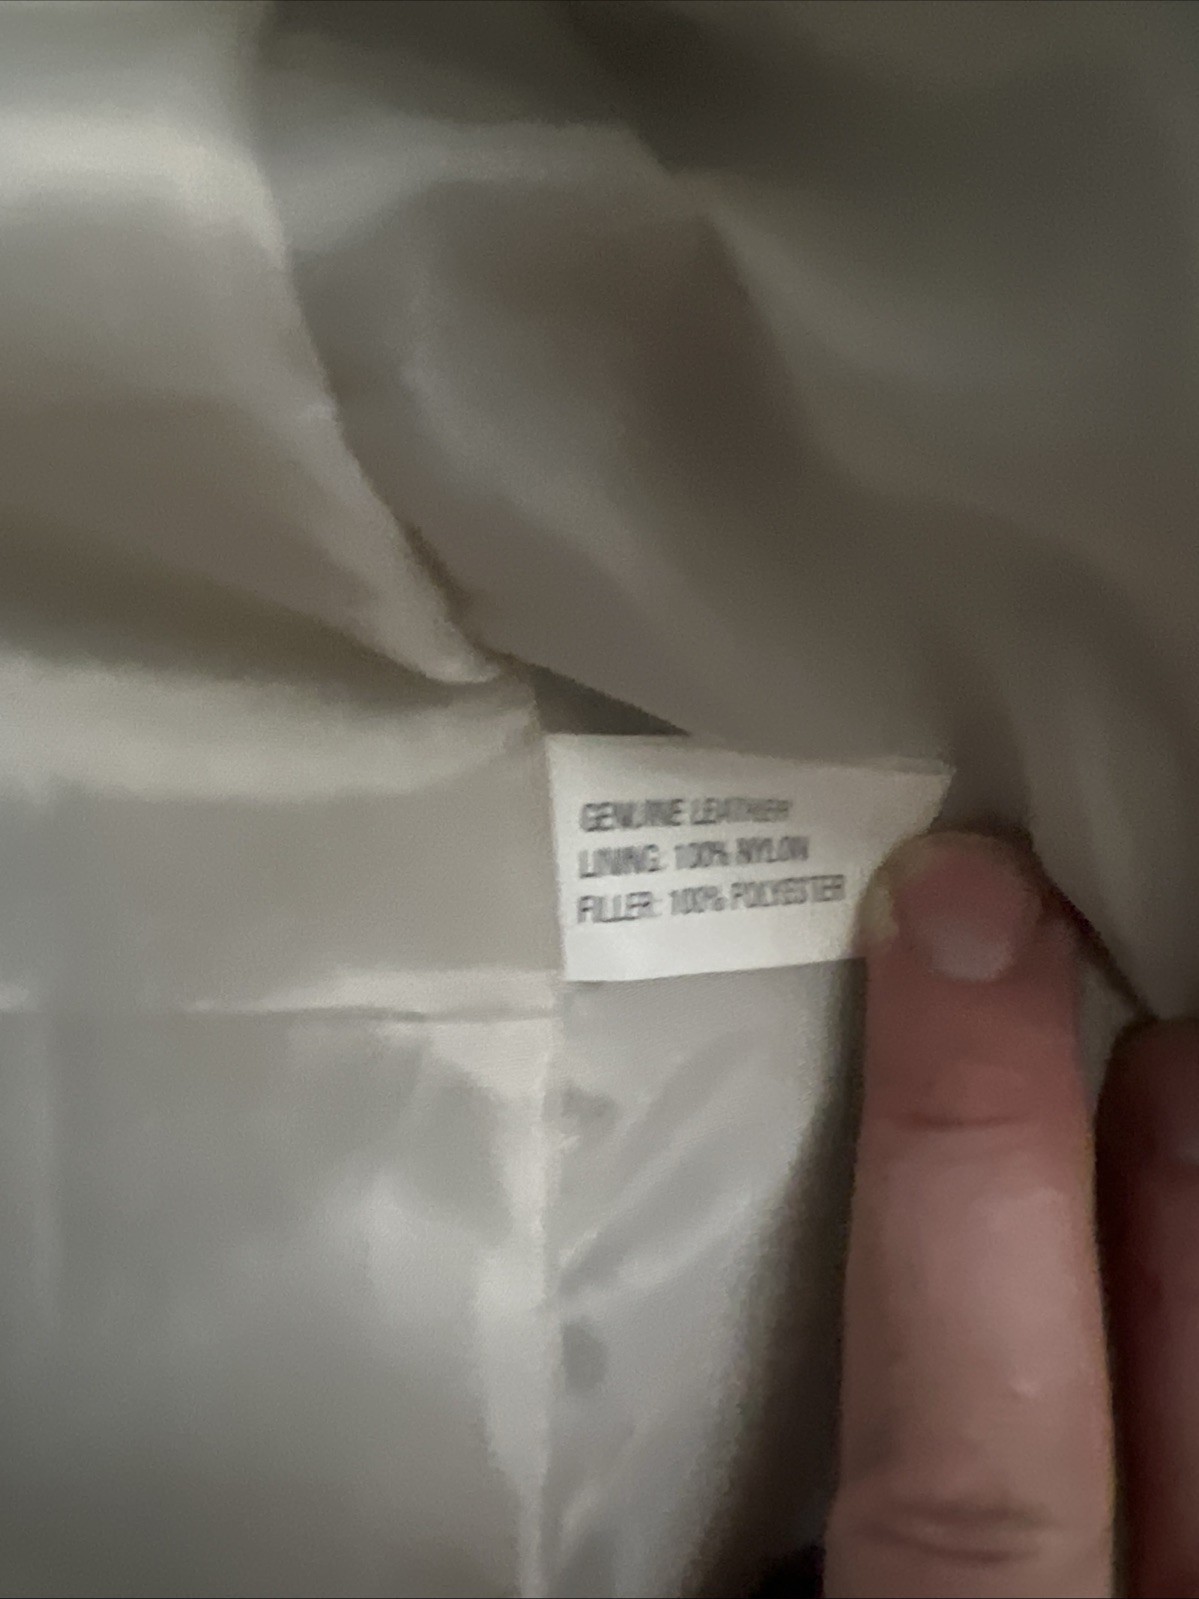 GENUINE LEATHER
LINING: 100% NYLON
FILLER: 100% POLYESTER